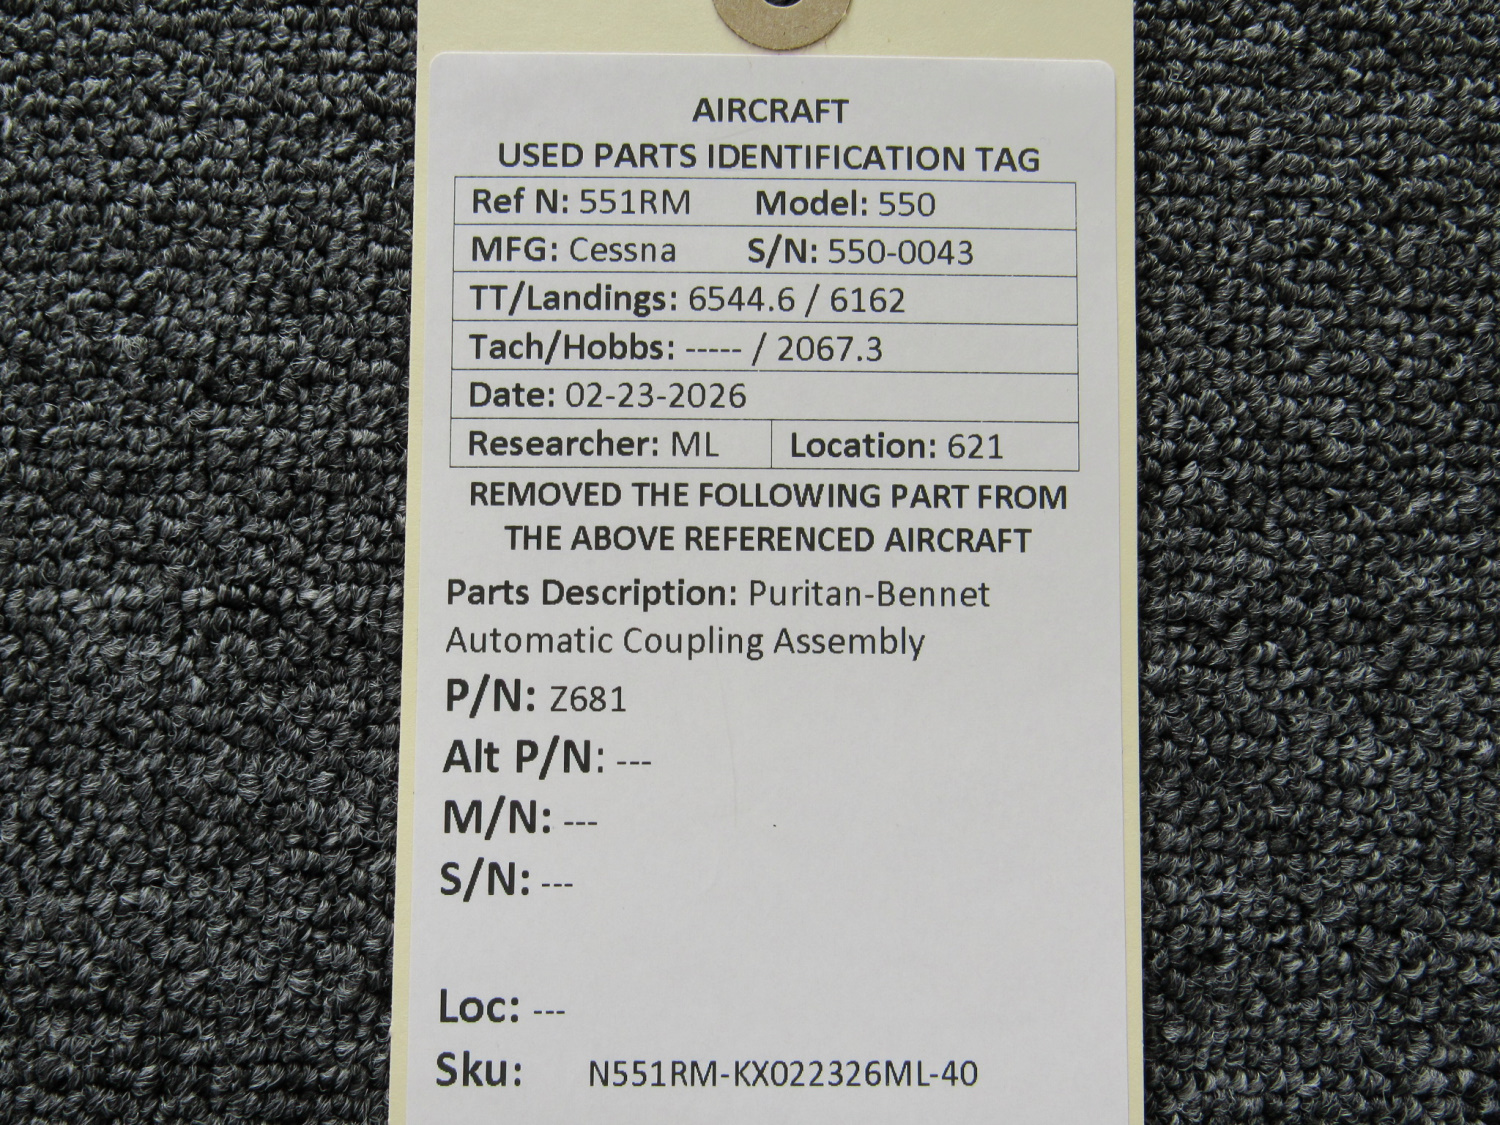 AIRCRAFT
USED PARTS IDENTIFICATION TAG
Ref N: 551RM Model: 550
MFG: Cessna S/N: 550-0043
TT/Landings: 6544.6 / 6162
Tach/Hobbs: ----- / 2067.3
Date: 02-23-2026
Researcher: ML Location: 621
REMOVED THE FOLLOWING PART FROM
THE ABOVE REFERENCED AIRCRAFT
Parts Description: Puritan-Bennet
Automatic Coupling Assembly
P/N: Z681
Alt P/N: ---
M/N: ---
S/N: ---
Loc: ---
Sku: N551RM-KX022326ML-40